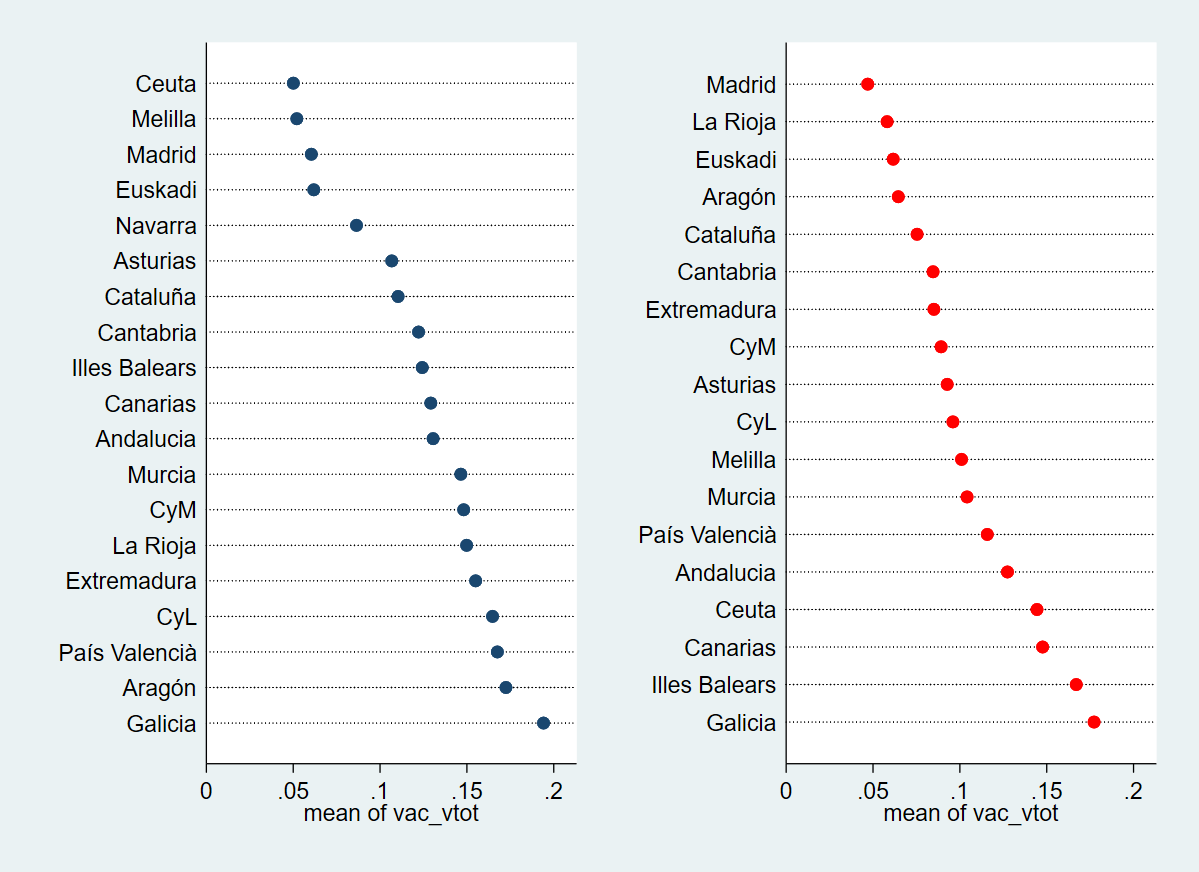 Ceuta
Melilla
Madrid
Euskadi
Navarra
Asturias
Cataluña
Cantabria
Illes Balears
Canarias
Andalucia
Murcia
CyM
La Rioja
Extremadura
CyL
País Valencià
Aragón
Galicia
0 .05 .1 .15 .2
mean of vac_vtot
Madrid
La Rioja
Euskadi
Aragón
Cataluña
Cantabria
Extremadura
CyM
Asturias
CyL
Melilla
Murcia
País Valencià
Andalucia
Ceuta
Canarias
Illes Balears
Galicia
0 .05 .1 .15 .2
mean of vac_vtot